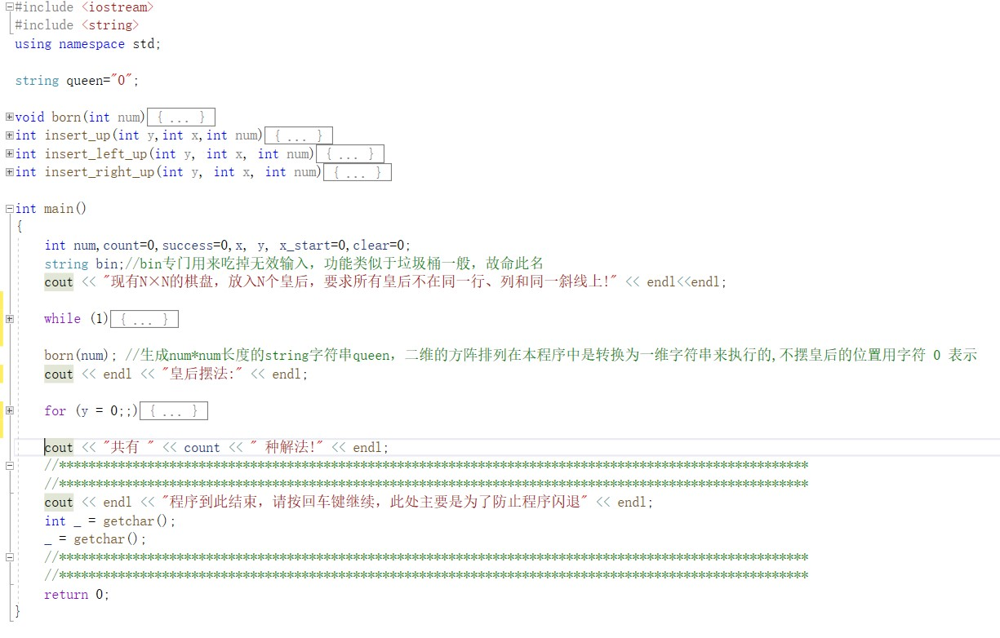 #include <iostream>
#include <string>
using namespace std;
string queen="0";
void born(int num){ ... }
int insert_up(int y,int x,int num){ ... }
int insert_left_up(int y, int x, int num){ ... }
int insert_right_up(int y, int x, int num){ ... }
int main()
{
int num,count=0,success=0,x, y, x_start=0,clear=0;
string bin;//bin专门用来吃掉无效输入，功能类似于垃圾桶一般，故命此名
cout << "现有N×N的棋盘，放入N个皇后，要求所有皇后不在同一行、列和同一斜线上!" << endl<<endl;
while (1){ ... }
born(num); //生成num*num长度的string字符串queen，二维的方阵排列在本程序中是转换为一维字符串来执行的,不摆皇后的位置用字符 0 表示
cout << endl << "皇后摆法:" << endl;
for (y = 0;;){ ... }
cout << "共有 " << count << " 种解法!" << endl;
//******************************************************************************************************
//******************************************************************************************************
cout << endl << "程序到此结束，请按回车键继续，此处主要是为了防止程序闪退" << endl;
int _ = getchar();
_ = getchar();
//******************************************************************************************************
//******************************************************************************************************
return 0;
}